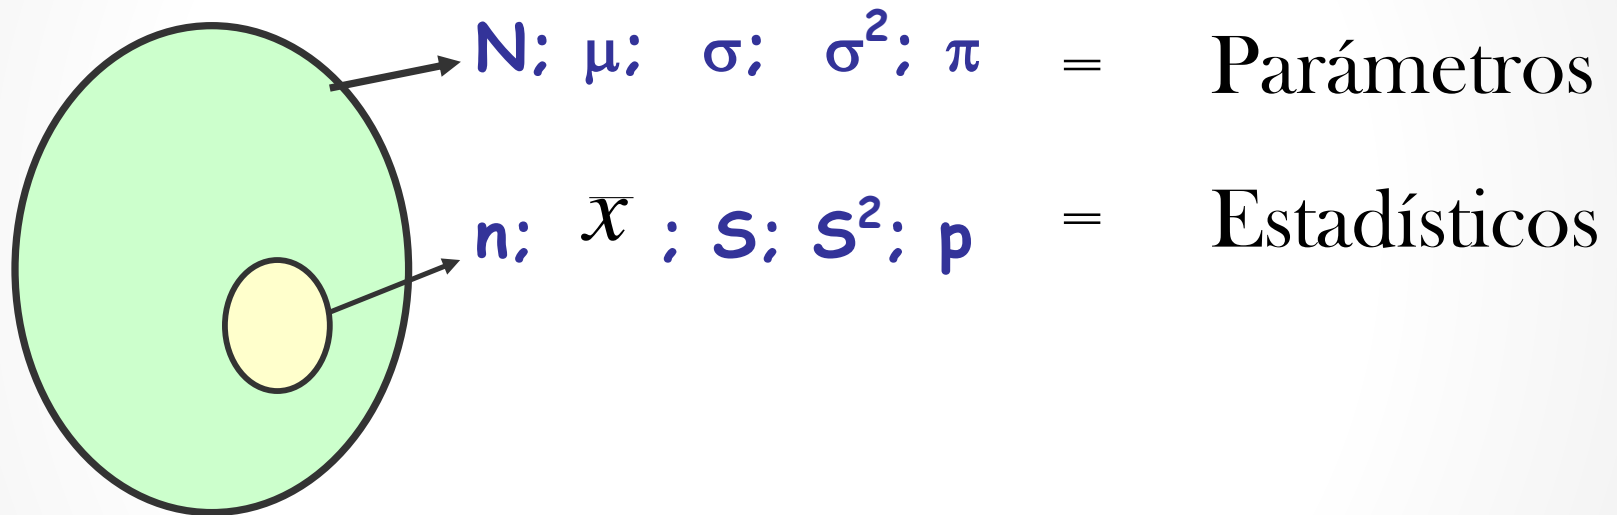 N; μ; σ; σ²; π = Parámetros
n; x̅ ; S; S²; p = Estadísticos